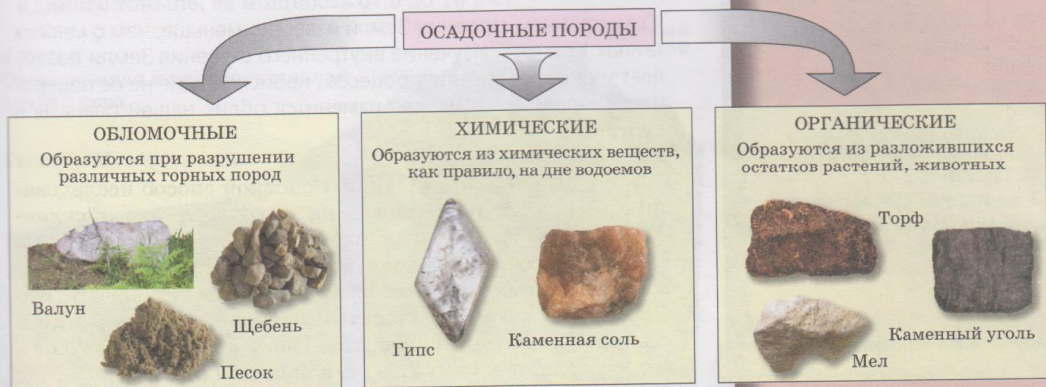 ОСАДОЧНЫЕ ПОРОДЫ
ОБЛОМОЧНЫЕ
Образуются при разрушении
различных горных пород
Валун
Щебень
Песок
ХИМИЧЕСКИЕ
Образуются из химических веществ,
как правило, на дне водоемов
Гипс
Каменная соль
ОРГАНИЧЕСКИЕ
Образуются из разложившихся
остатков растений, животных
Торф
Каменный уголь
Мел